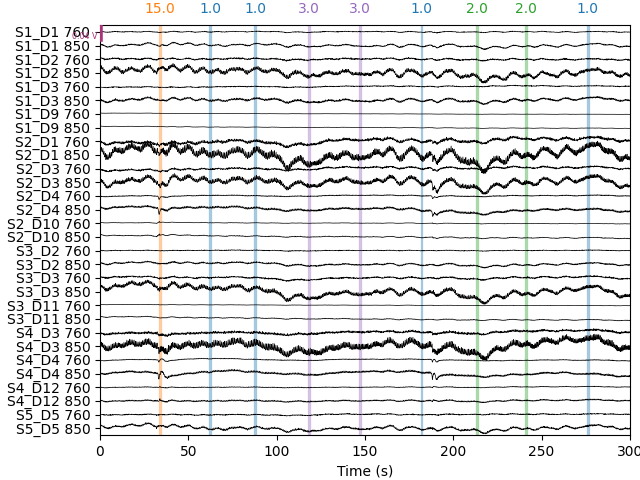 15.0 1.0 1.0 3.0 3.0 1.0 2.0 2.0 1.0
S1_D1 760
S1_D1 850
S1_D2 760
S1_D2 850
S1_D3 760
S1_D3 850
S1_D9 760
S1_D9 850
S2_D1 760
S2_D1 850
S2_D3 760
S2_D3 850
S2_D4 760
S2_D4 850
S2_D10 760
S2_D10 850
S3_D2 760
S3_D2 850
S3_D3 760
S3_D3 850
S3_D11 760
S3_D11 850
S4_D3 760
S4_D3 850
S4_D4 760
S4_D4 850
S4_D12 760
S4_D12 850
S5_D5 760
S5_D5 850
0 50 100 150 200 250 300
Time (s)